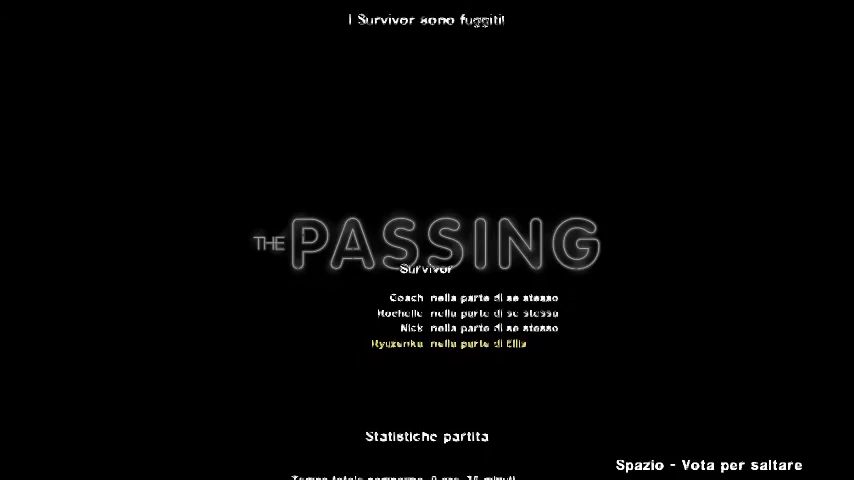 I Survivor sono fuggiti!
THE PASSING
Survivor
Coach nella parte di se stesso
Rochelle nella parte di se stessa
Nick nella parte di se stesso
nella parte di Ellis
Statistiche partita
Spazio - Vota per saltare